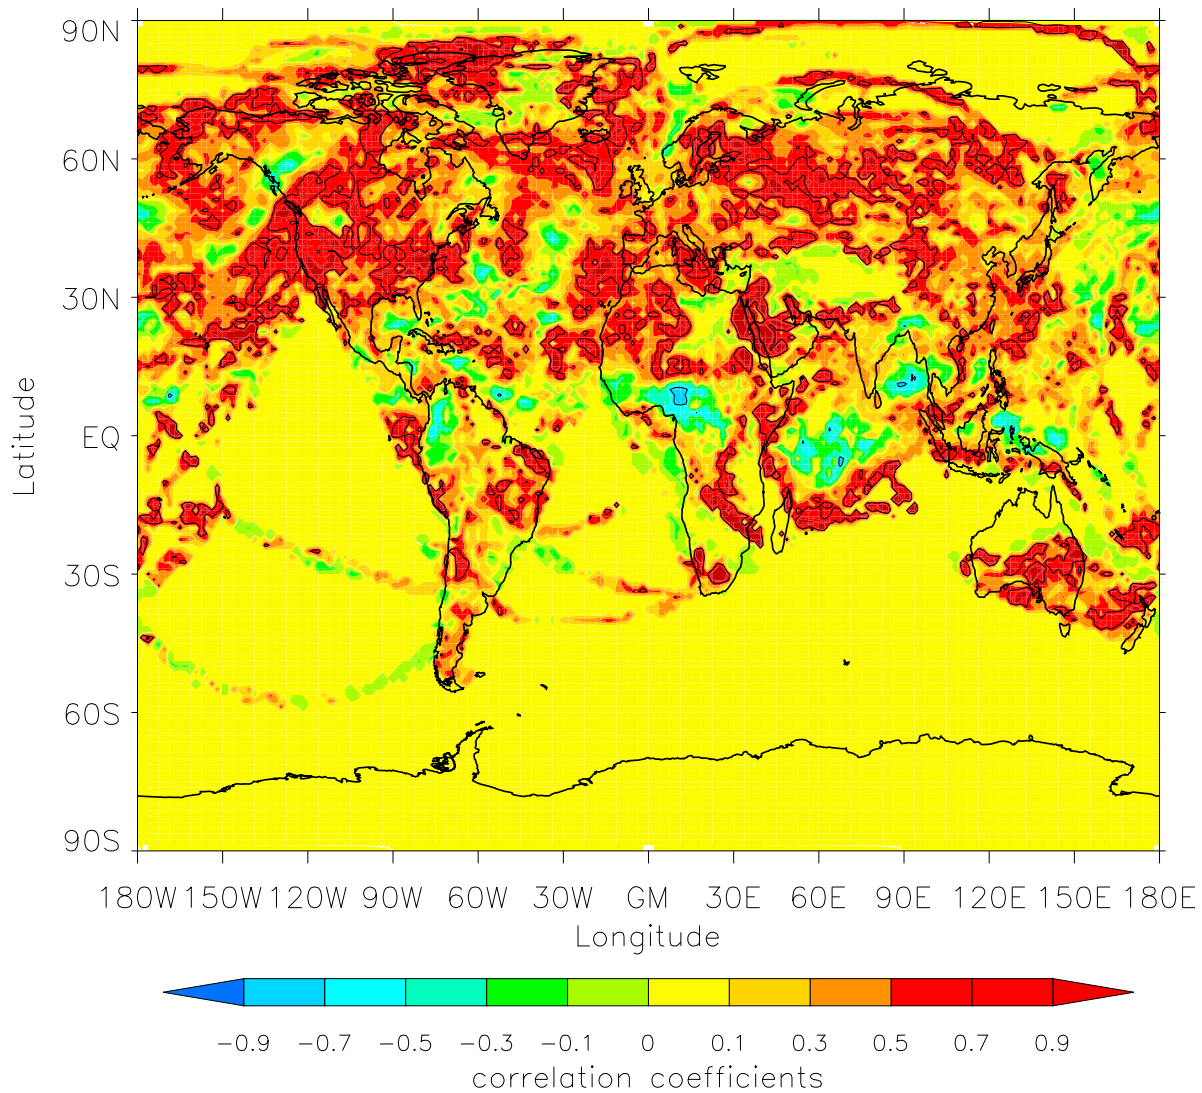 90N
60N
30N
EQ
30S
60S
90S
Latitude
180W 150W 120W 90W 60W 30W GM 30E 60E 90E 120E 150E 180E
Longitude
−0.9 −0.7 −0.5 −0.3 −0.1 0 0.1 0.3 0.5 0.7 0.9
correlation coefficients